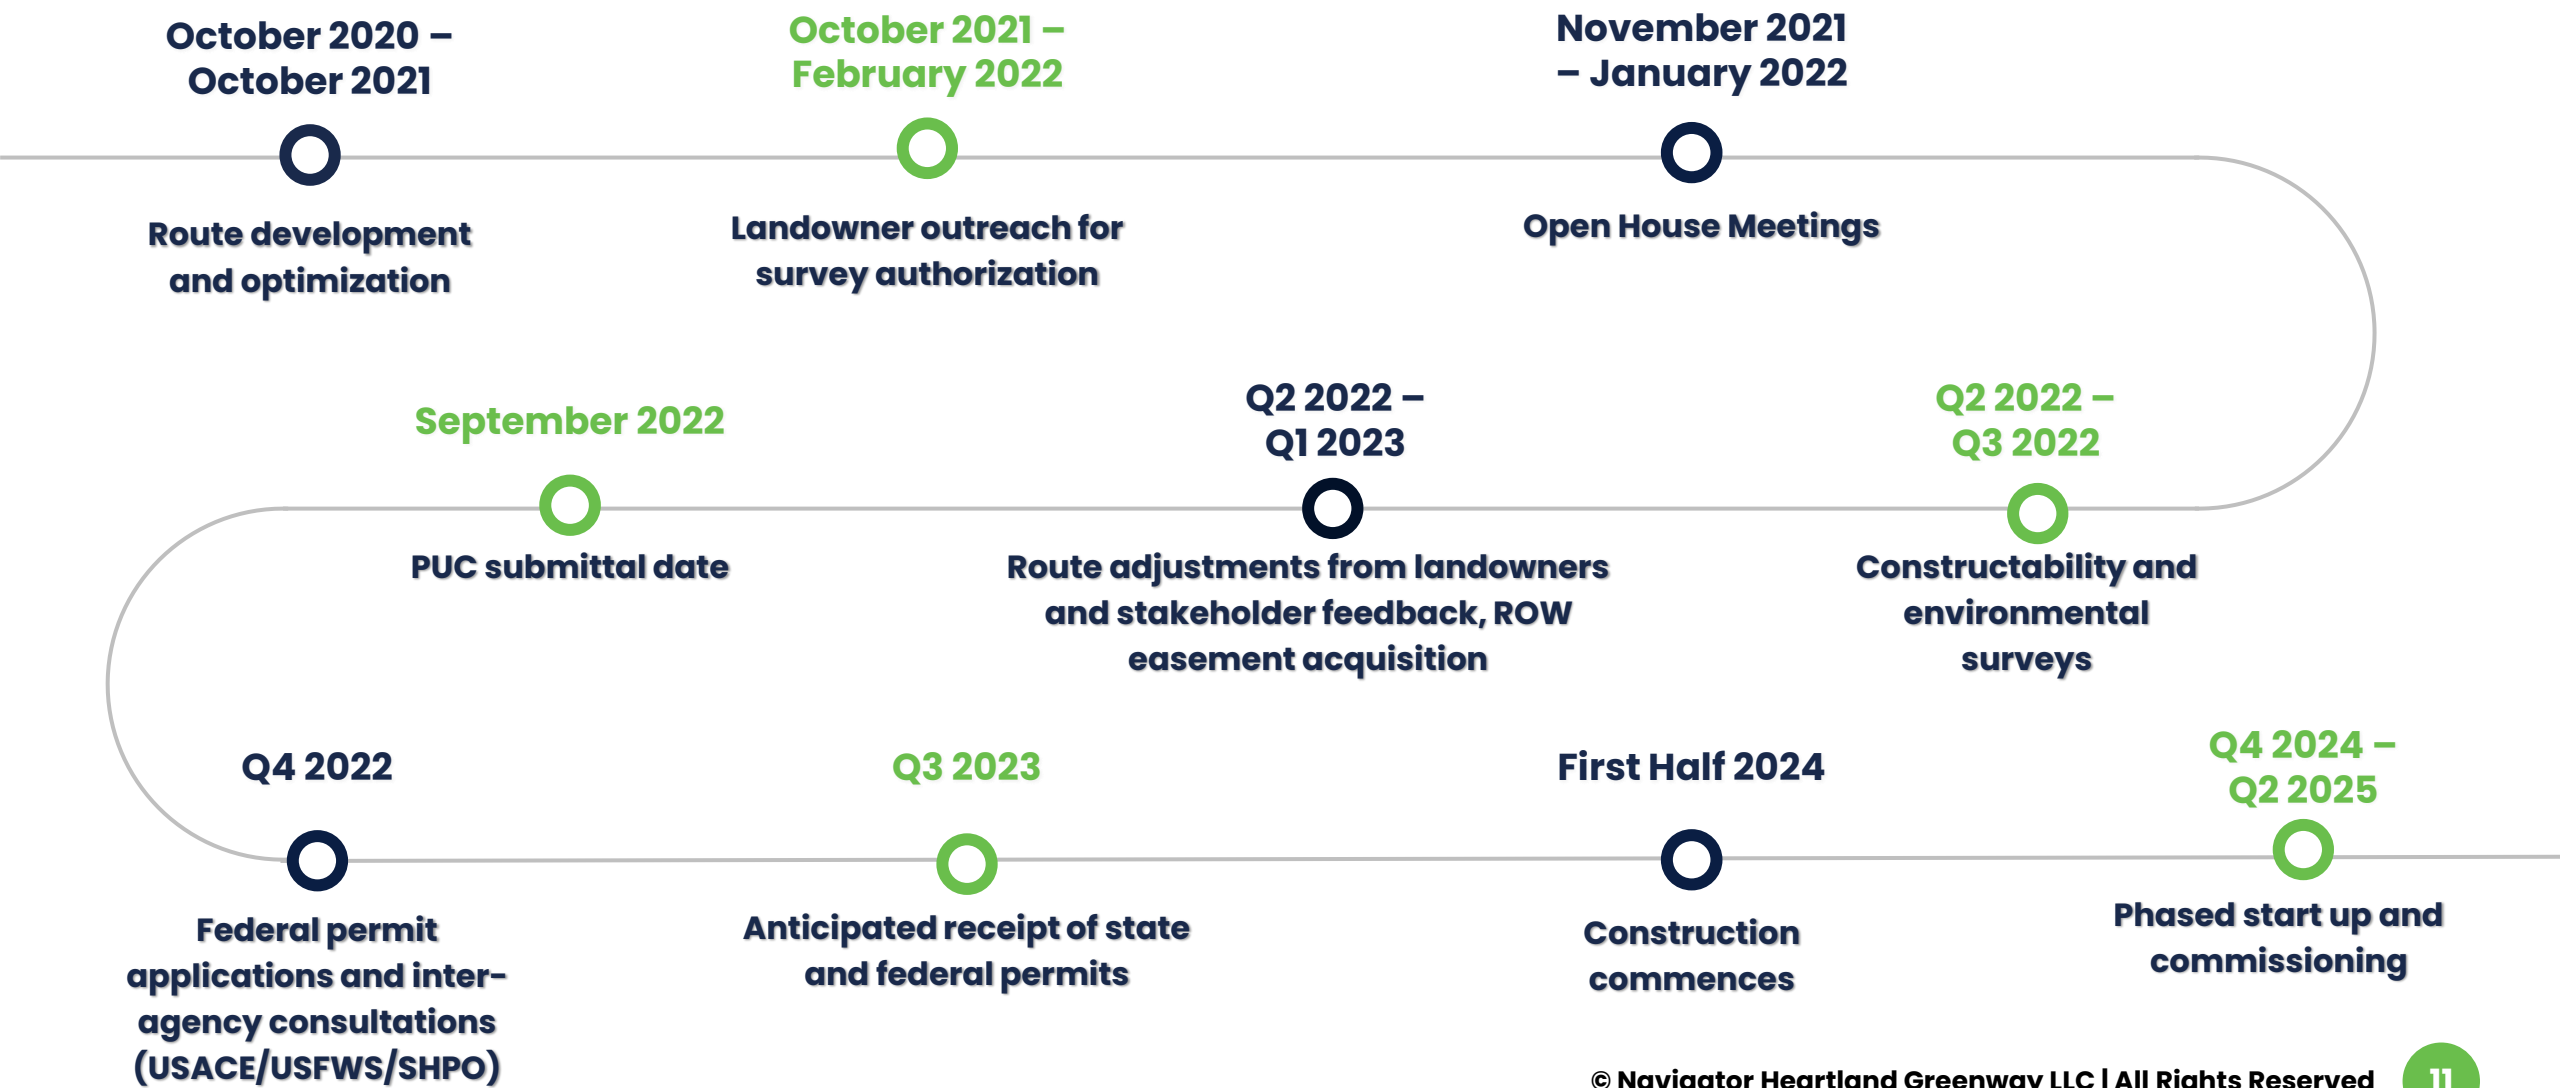 October 2020 –
October 2021
Route development
and optimization
October 2021 –
February 2022
Landowner outreach for
survey authorization
November 2021
– January 2022
Open House Meetings
Q2 2022 –
Q3 2022
Constructability and
environmental
surveys
Q2 2022 –
Q1 2023
Route adjustments from landowners
and stakeholder feedback, ROW
easement acquisition
September 2022
PUC submittal date
Q4 2022
Federal permit
applications and inter-
agency consultations
(USACE/USFWS/SHPO)
Q3 2023
Anticipated receipt of state
and federal permits
First Half 2024
Construction
commences
Q4 2024 –
Q2 2025
Phased start up and
commissioning
© Navigator Heartland Greenway LLC | All Rights Reserved
11